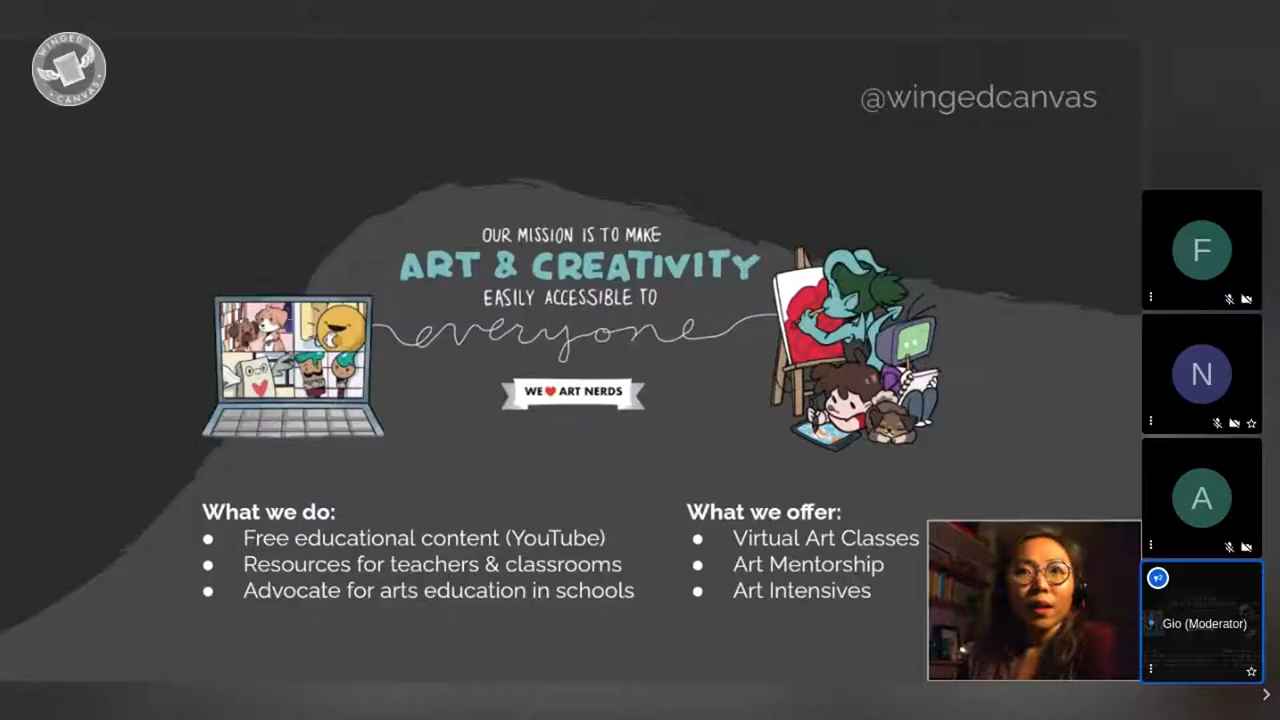 WINGED
CANVAS
@wingedcanvas
OUR MISSION IS TO MAKE
ART & CREATIVITY
EASILY ACCESSIBLE TO
everyone
WE ART NERDS
What we do:
Free educational content (YouTube)
Resources for teachers & classrooms
Advocate for arts education in schools
What we offer:
Virtual Art Classes
Art Mentorship
Art Intensives
F
N
A
Gio (Moderator)